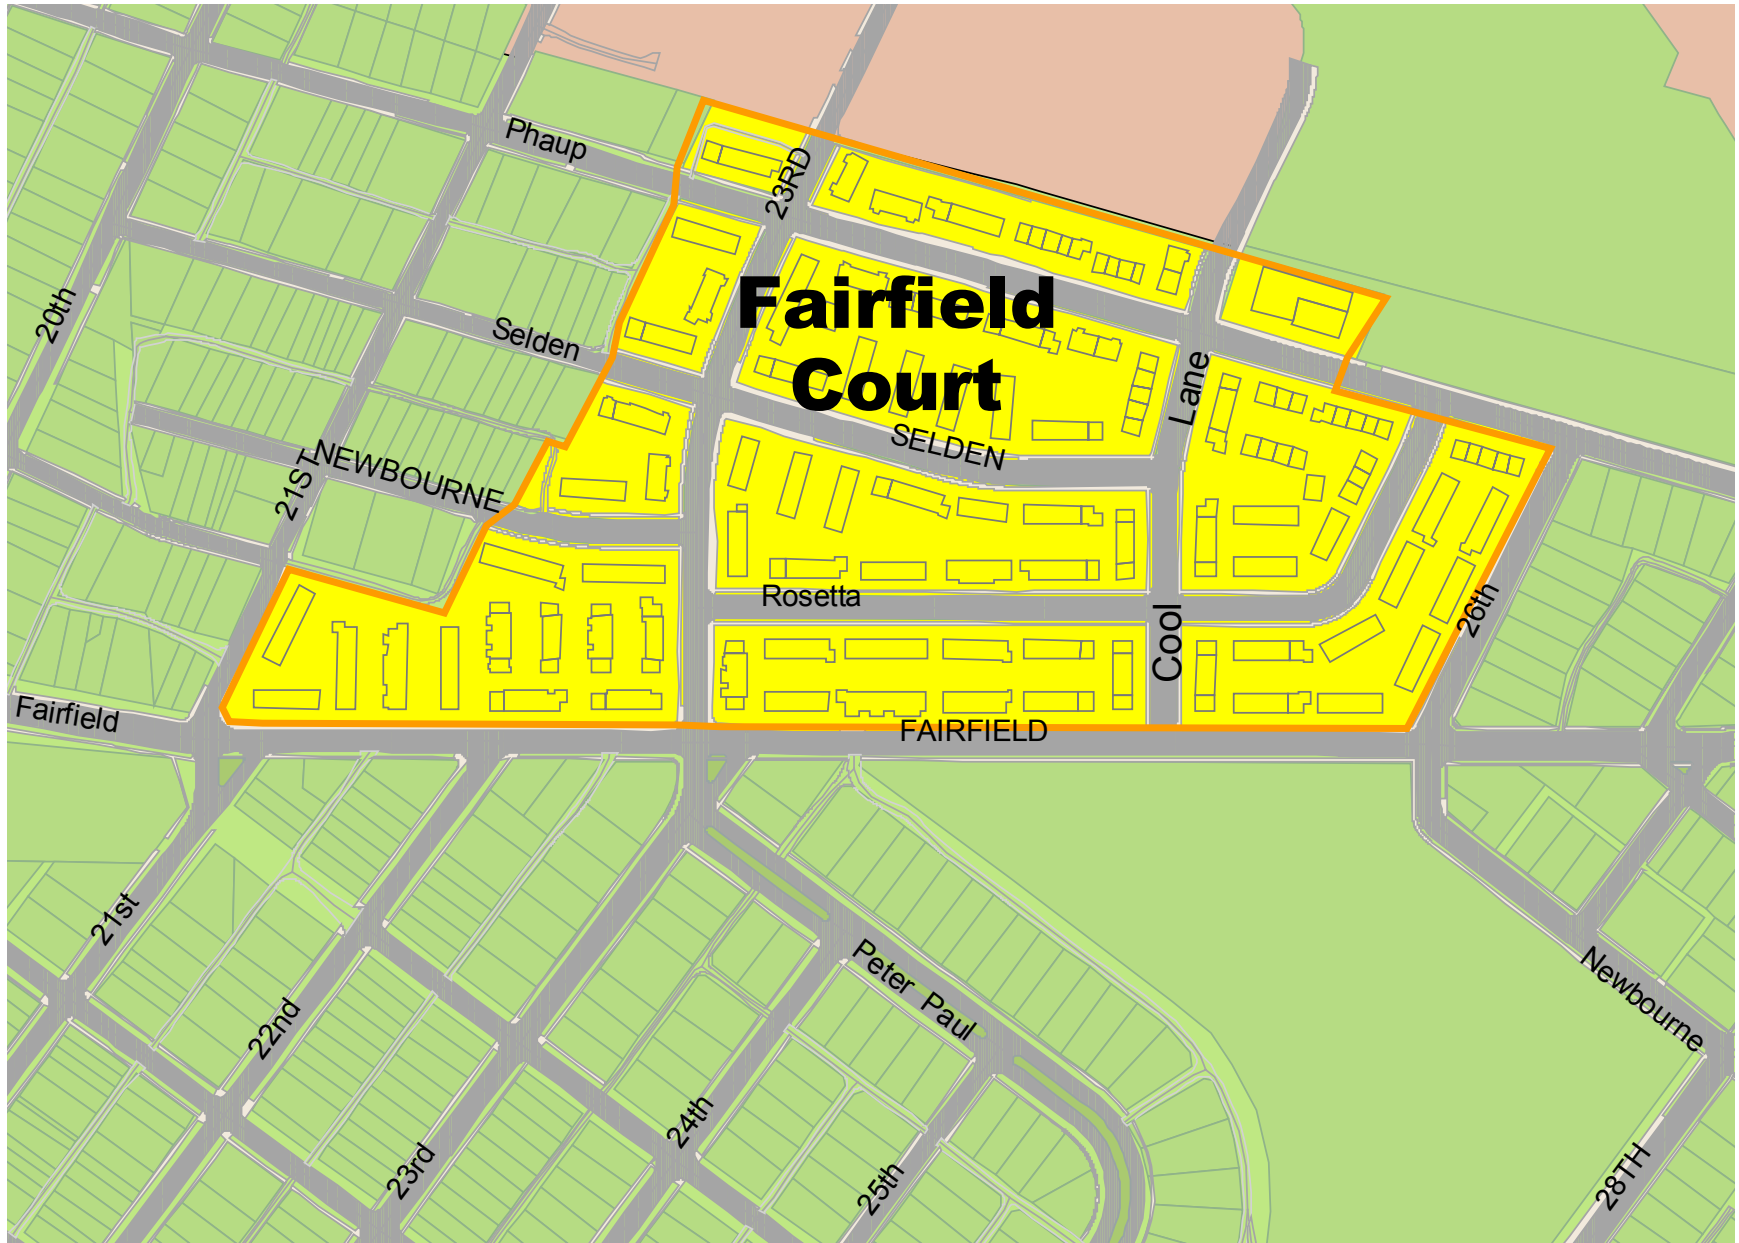 Phaup
23RD
20th
Fairfield
Court
Selden
Lane
SELDEN
NEWBOURNE
21ST
Rosetta
26th
Cool
Fairfield
FAIRFIELD
21st
Peter Paul
Newbourne
22nd
24th
23rd
25th
28TH